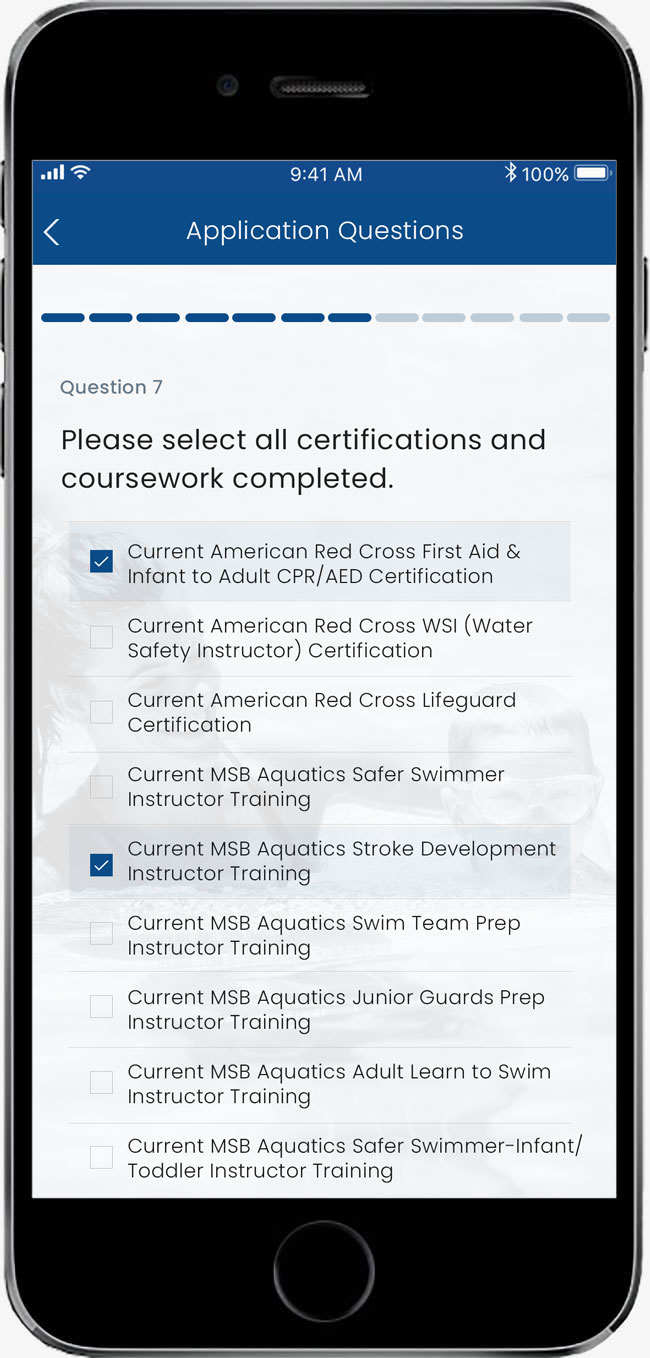 9:41 AM
100%
Application Questions
Question 7
Please select all certifications and
coursework completed.
Current American Red Cross First Aid &
Infant to Adult CPR/AED Certification
Current American Red Cross WSI (Water
Safety Instructor) Certification
Current American Red Cross Lifeguard
Certification
Current MSB Aquatics Safer Swimmer
Instructor Training
Current MSB Aquatics Stroke Development
Instructor Training
Current MSB Aquatics Swim Team Prep
Instructor Training
Current MSB Aquatics Junior Guards Prep
Instructor Training
Current MSB Aquatics Adult Learn to Swim
Instructor Training
Current MSB Aquatics Safer Swimmer-Infant/
Toddler Instructor Training